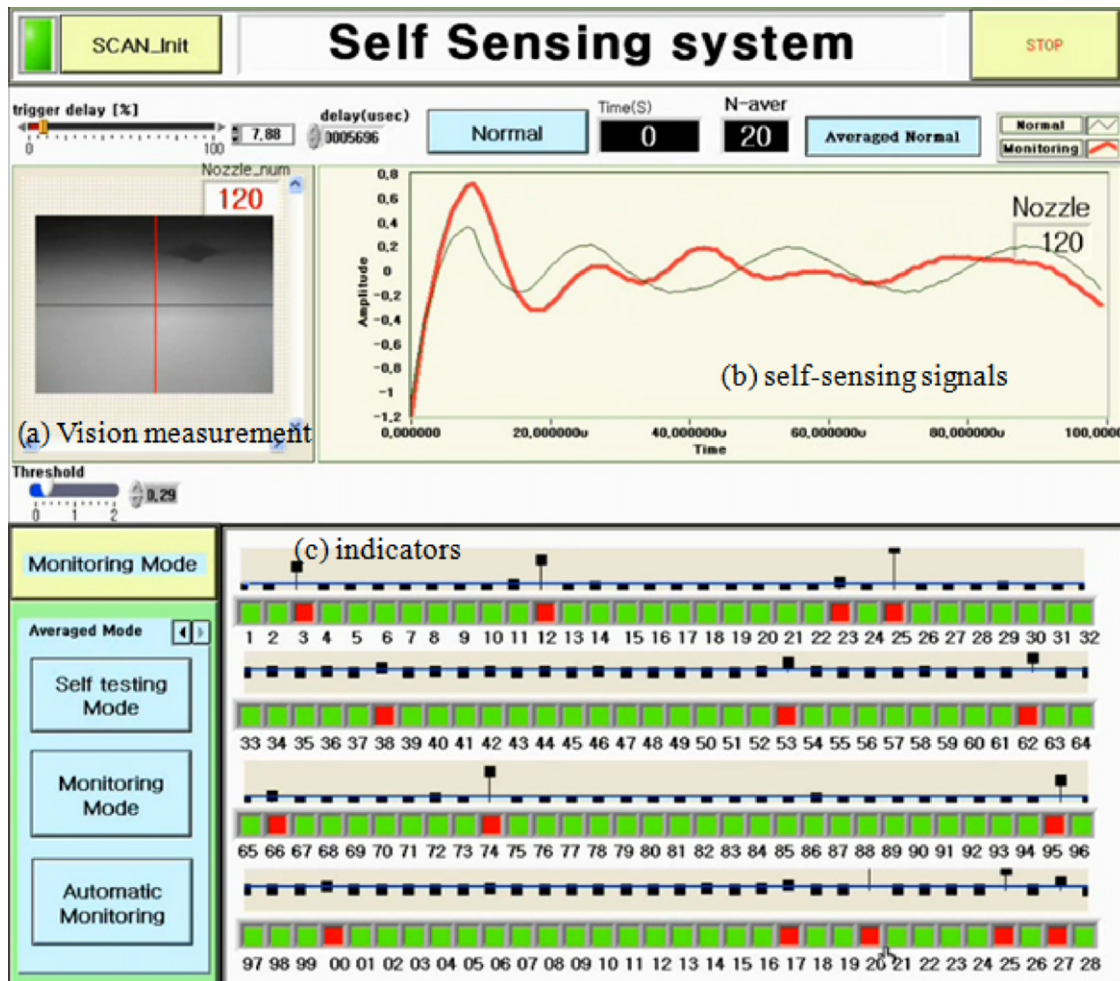 SCAN_Init
Self Sensing system
STOP
trigger delay [%]
0 100
7,88
delay(usec)
0005696
Normal
Time(S)
0
N-aver
20
Averaged Normal
Normal
Monitoring
Nozzle_num
120
(a) Vision measurement
Amplitude
0,8
0,6
0,4
0,2
0
-0,2
-0,4
-0,6
-0,8
-1
-1,2
0,000000 20,000000u 40,000000u 60,000000u 80,000000u 100,0000
Time
Nozzle
120
(b) self-sensing signals
Threshold
0 1 2
0,29
Monitoring Mode
Averaged Mode
Self testing
Mode
Monitoring
Mode
Automatic
Monitoring
(c) indicators
1 2 3 4 5 6 7 8 9 10 11 12 13 14 15 16 17 18 19 20 21 22 23 24 25 26 27 28 29 30 31 32
33 34 35 36 37 38 39 40 41 42 43 44 45 46 47 48 49 50 51 52 53 54 55 56 57 58 59 60 61 62 63 64
65 66 67 68 69 70 71 72 73 74 75 76 77 78 79 80 81 82 83 84 85 86 87 88 89 90 91 92 93 94 95 96
97 98 99 00 01 02 03 04 05 06 07 08 09 10 11 12 13 14 15 16 17 18 19 20 21 22 23 24 25 26 27 28